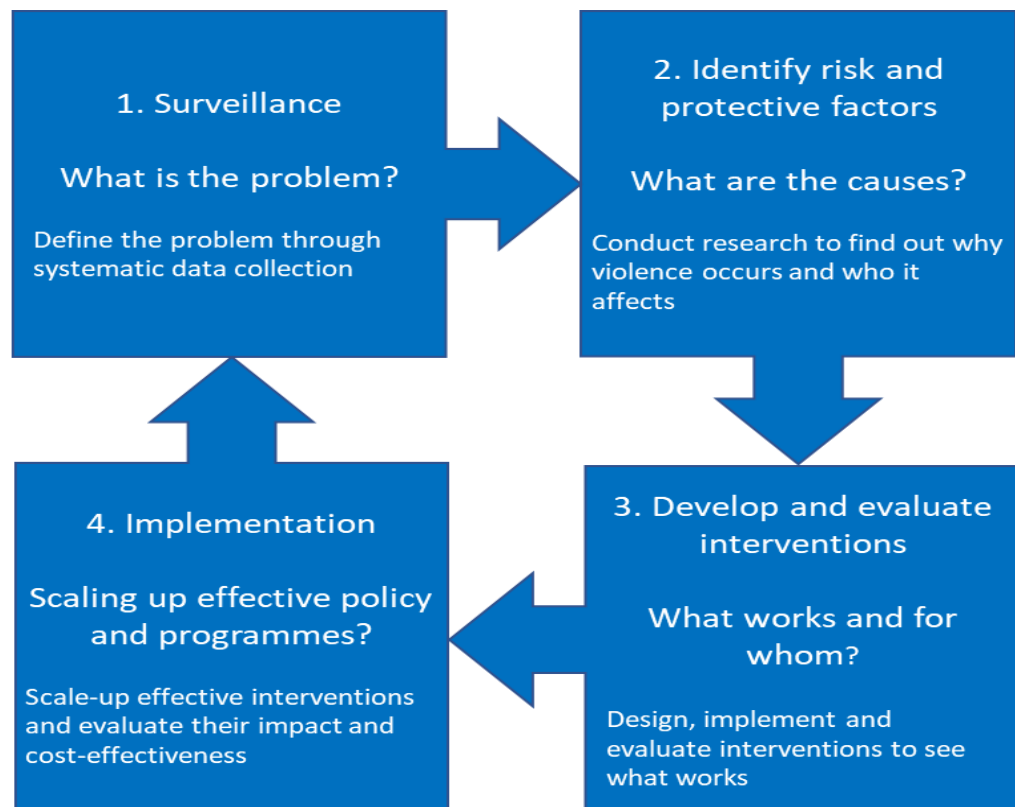 1. Surveillance
What is the problem?
Define the problem through
systematic data collection
2. Identify risk and
protective factors
What are the causes?
Conduct research to find out why
violence occurs and who it
affects
3. Develop and evaluate
interventions
What works and for
whom?
Design, implement and
evaluate interventions to see
what works
4. Implementation
Scaling up effective policy
and programmes?
Scale-up effective interventions
and evaluate their impact and
cost-effectiveness